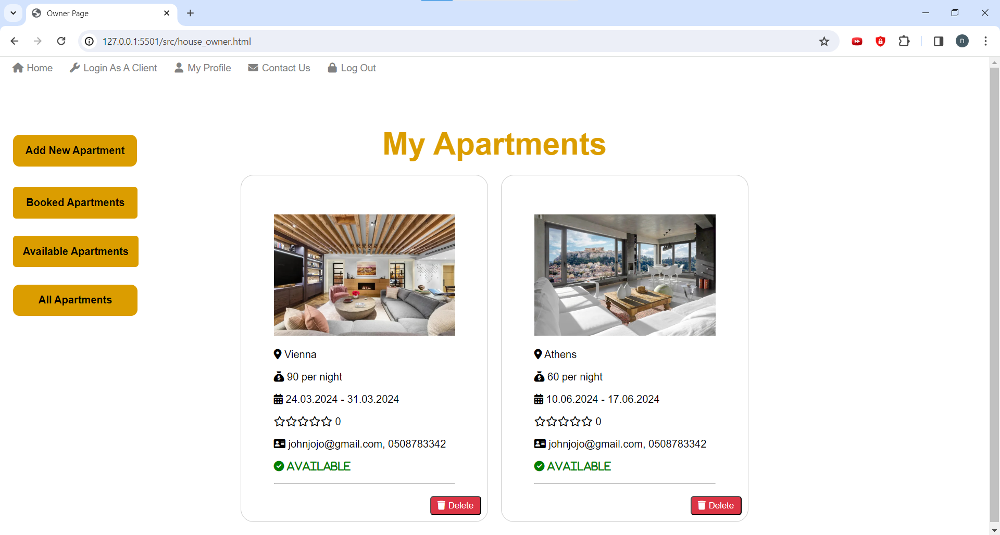 Owner Page
127.0.0.1:5501/src/house_owner.html
n
Home Login As A Client My Profile Contact Us Log Out
My Apartments
Add New Apartment
Booked Apartments
Available Apartments
All Apartments
Vienna
90 per night
24.03.2024 - 31.03.2024
0
johnjojo@gmail.com, 0508783342
AVAILABLE
Delete
Athens
60 per night
10.06.2024 - 17.06.2024
0
johnjojo@gmail.com, 0508783342
AVAILABLE
Delete